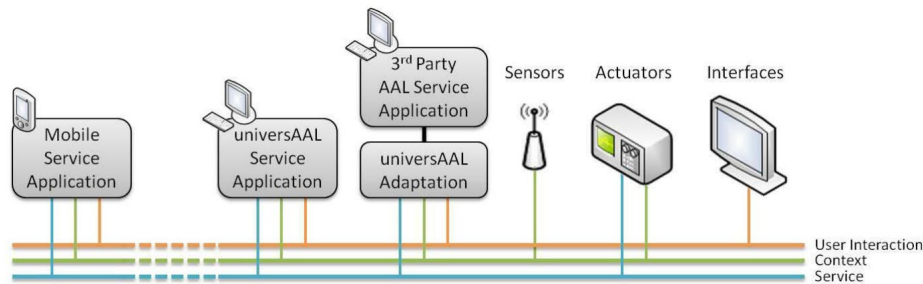 3rd Party
AAL Service
Application
Sensors
Actuators
Interfaces
Mobile
Service
Application
universAAL
Service
Application
universAAL
Adaptation
User Interaction
Context
Service